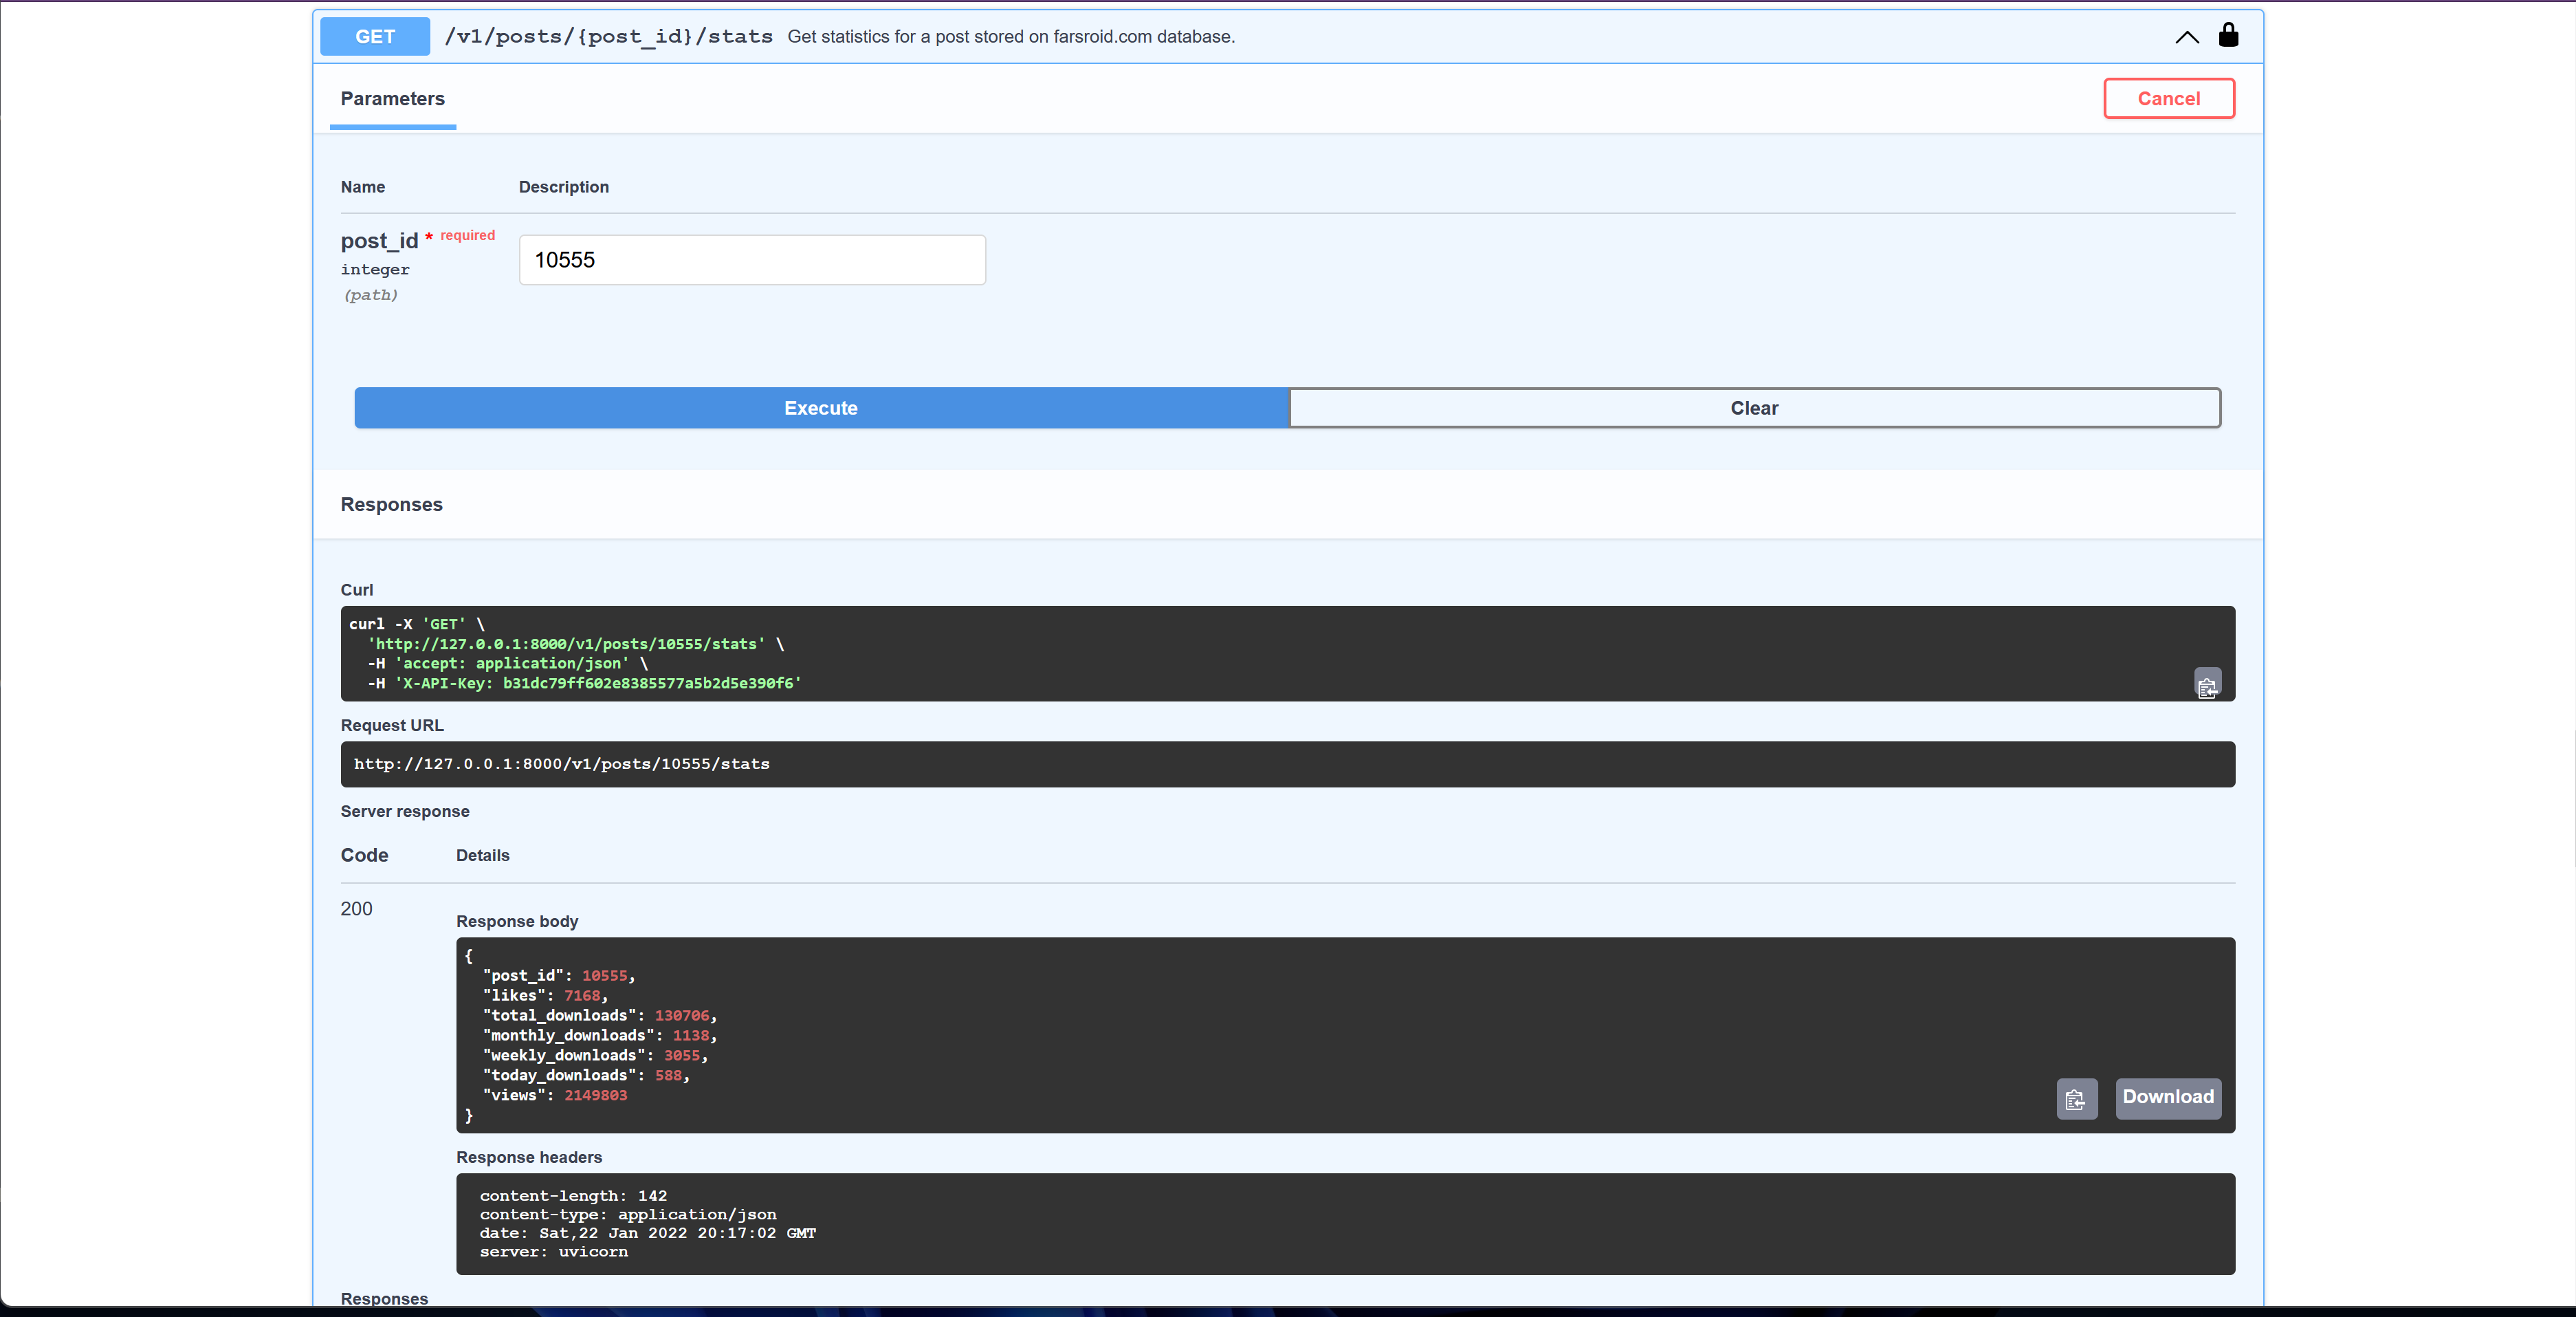 GET /v1/posts/{post_id}/stats Get statistics for a post stored on farsroid.com database.
Parameters
Cancel
Name Description
post_id * required
10555
integer
(path)
Execute Clear
Responses
Curl
curl -X 'GET' \
'http://127.0.0.1:8000/v1/posts/10555/stats' \
-H 'accept: application/json' \
-H 'X-API-Key: b31dc79ff602e8385577a5b2d5e390f6'
Request URL
http://127.0.0.1:8000/v1/posts/10555/stats
Server response
Code Details
200
Response body
{
"post_id": 10555,
"likes": 7168,
"total_downloads": 130706,
"monthly_downloads": 1138,
"weekly_downloads": 3055,
"today_downloads": 588,
"views": 2149803
}
Download
Response headers
content-length: 142
content-type: application/json
date: Sat,22 Jan 2022 20:17:02 GMT
server: uvicorn
Responses